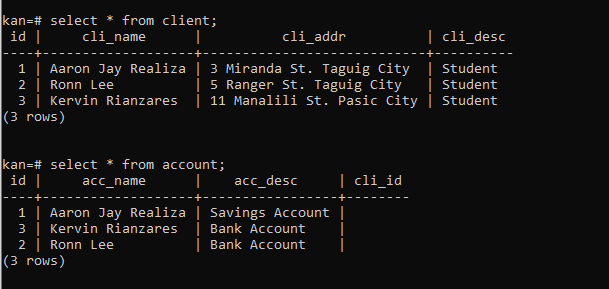 kan=# select * from client;
 id |     cli_name      |          cli_addr          | cli_desc
----+-------------------+----------------------------+----------
  1 | Aaron Jay Realiza | 3 Miranda St. Taguig City  | Student
  2 | Ronn Lee          | 5 Ranger St. Taguig City   | Student
  3 | Kervin Rianzares  | 11 Manalili St. Pasic City | Student
(3 rows)
kan=# select * from account;
 id |     acc_name      |    acc_desc     | cli_id
----+-------------------+-----------------+--------
  1 | Aaron Jay Realiza | Savings Account |
  3 | Kervin Rianzares  | Bank Account    |
  2 | Ronn Lee          | Bank Account    |
(3 rows)